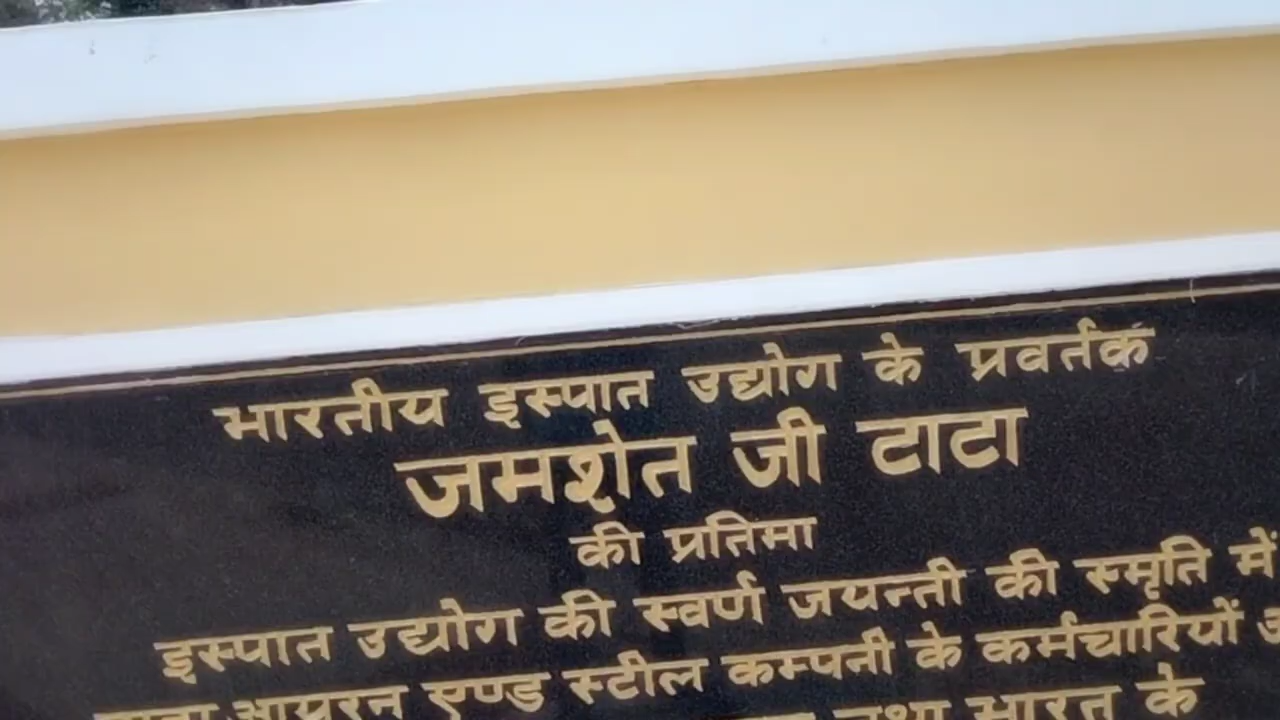 भारतीय इस्पात उद्योग के प्रवर्तक
जमशेत जी टाटा
की प्रतिमा
इस्पात उद्योग की स्वर्ण जयन्ती की स्मृति में
आयरन एण्ड स्टील कम्पनी के कर्मचारियों
तथा भारत के